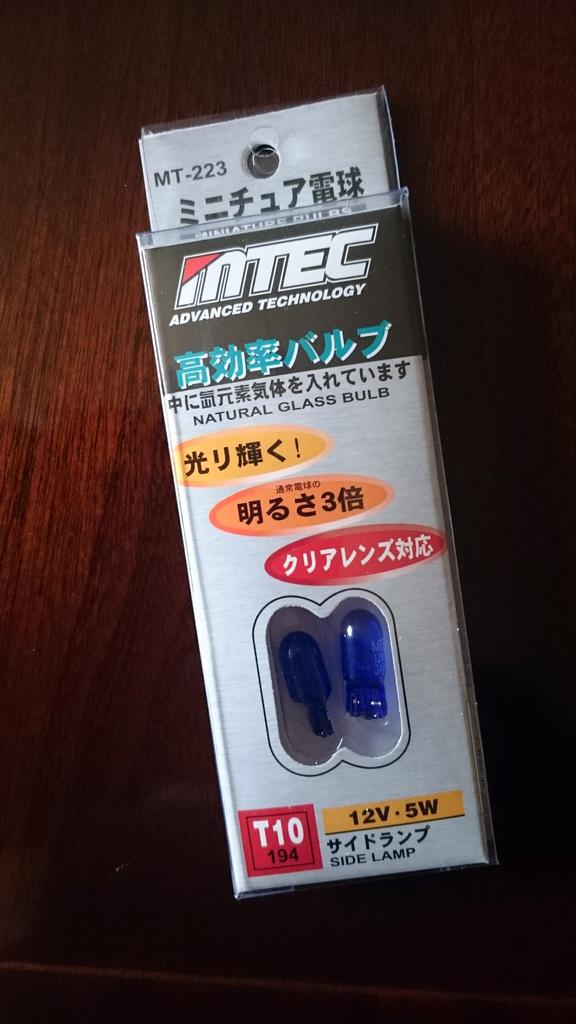 MT-223
ミニチュア電球
MINIATURE BULBS
MTEC
ADVANCED TECHNOLOGY
高効率バルブ
中に氙元素気体を入れています
NATURAL GLASS BULB
光り輝く!
通常電球の
明るさ3倍
クリアレンズ対応
T10
194
12V・5W
サイドランプ
SIDE LAMP